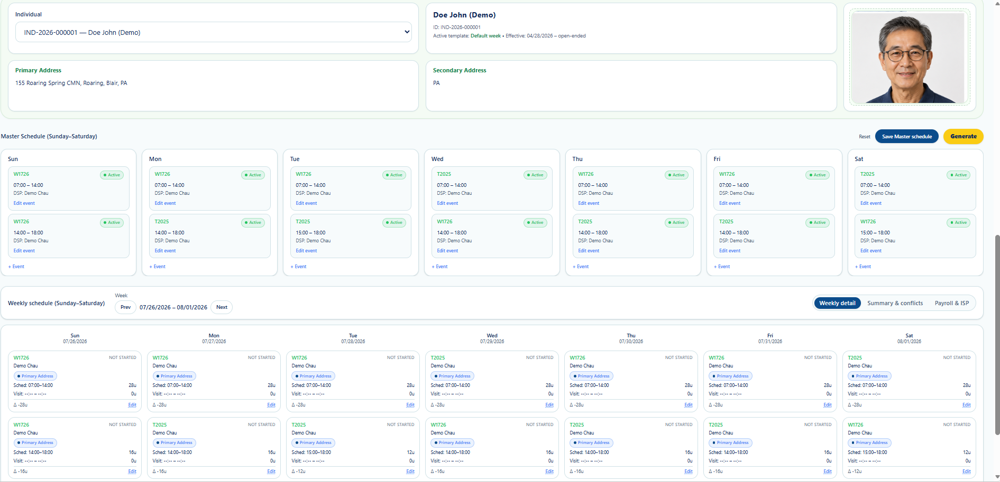 Individual
IND-2026-000001 — Doe John (Demo)
Doe John (Demo)
ID: IND-2026-000001
Active template: Default week • Effective: 04/28/2026 – open-ended
Primary Address
155 Roaring Spring CMN, Roaring, Blair, PA
Secondary Address
PA
Master Schedule (Sunday–Saturday)
Reset
Save Master schedule
Generate
Sun
W1726
Active
07:00 – 14:00
DSP: Demo Chau
Edit event
W1726
Active
14:00 – 18:00
DSP: Demo Chau
Edit event
+ Event
Mon
W1726
Active
07:00 – 14:00
DSP: Demo Chau
Edit event
T2025
Active
14:00 – 18:00
DSP: Demo Chau
Edit event
+ Event
Tue
W1726
Active
07:00 – 14:00
DSP: Demo Chau
Edit event
T2025
Active
15:00 – 18:00
DSP: Demo Chau
Edit event
+ Event
Wed
T2025
Active
07:00 – 14:00
DSP: Demo Chau
Edit event
W1726
Active
14:00 – 18:00
DSP: Demo Chau
Edit event
+ Event
Thu
W1726
Active
07:00 – 14:00
DSP: Demo Chau
Edit event
T2025
Active
14:00 – 18:00
DSP: Demo Chau
Edit event
+ Event
Fri
W1726
Active
07:00 – 14:00
DSP: Demo Chau
Edit event
T2025
Active
14:00 – 18:00
DSP: Demo Chau
Edit event
+ Event
Sat
T2025
Active
07:00 – 14:00
DSP: Demo Chau
Edit event
W1726
Active
15:00 – 18:00
DSP: Demo Chau
Edit event
+ Event
Weekly schedule (Sunday–Saturday)
Week
Prev
07/26/2026 – 08/01/2026
Next
Weekly detail
Summary & conflicts
Payroll & ISP
Sun
07/26/2026
W1726 NOT STARTED
Demo Chau
Primary Address
Sched: 07:00–14:00 28u
Visit: --:-- – --:-- 0u
Δ -28u Edit
W1726 NOT STARTED
Demo Chau
Primary Address
Sched: 14:00–18:00 16u
Visit: --:-- – --:-- 0u
Δ -16u Edit
Mon
07/27/2026
W1726 NOT STARTED
Demo Chau
Primary Address
Sched: 07:00–14:00 28u
Visit: --:-- – --:-- 0u
Δ -28u Edit
T2025 NOT STARTED
Demo Chau
Primary Address
Sched: 14:00–18:00 16u
Visit: --:-- – --:-- 0u
Δ -16u Edit
Tue
07/28/2026
W1726 NOT STARTED
Demo Chau
Primary Address
Sched: 07:00–14:00 28u
Visit: --:-- – --:-- 0u
Δ -28u Edit
T2025 NOT STARTED
Demo Chau
Primary Address
Sched: 15:00–18:00 12u
Visit: --:-- – --:-- 0u
Δ -12u Edit
Wed
07/29/2026
T2025 NOT STARTED
Demo Chau
Primary Address
Sched: 07:00–14:00 28u
Visit: --:-- – --:-- 0u
Δ -28u Edit
W1726 NOT STARTED
Demo Chau
Primary Address
Sched: 14:00–18:00 16u
Visit: --:-- – --:-- 0u
Δ -16u Edit
Thu
07/30/2026
W1726 NOT STARTED
Demo Chau
Primary Address
Sched: 07:00–14:00 28u
Visit: --:-- – --:-- 0u
Δ -28u Edit
T2025 NOT STARTED
Demo Chau
Primary Address
Sched: 14:00–18:00 16u
Visit: --:-- – --:-- 0u
Δ -16u Edit
Fri
07/31/2026
W1726 NOT STARTED
Demo Chau
Primary Address
Sched: 07:00–14:00 28u
Visit: --:-- – --:-- 0u
Δ -28u Edit
T2025 NOT STARTED
Demo Chau
Primary Address
Sched: 14:00–18:00 16u
Visit: --:-- – --:-- 0u
Δ -16u Edit
Sat
08/01/2026
T2025 NOT STARTED
Demo Chau
Primary Address
Sched: 07:00–14:00 28u
Visit: --:-- – --:-- 0u
Δ -28u Edit
W1726 NOT STARTED
Demo Chau
Primary Address
Sched: 15:00–18:00 12u
Visit: --:-- – --:-- 0u
Δ -12u Edit